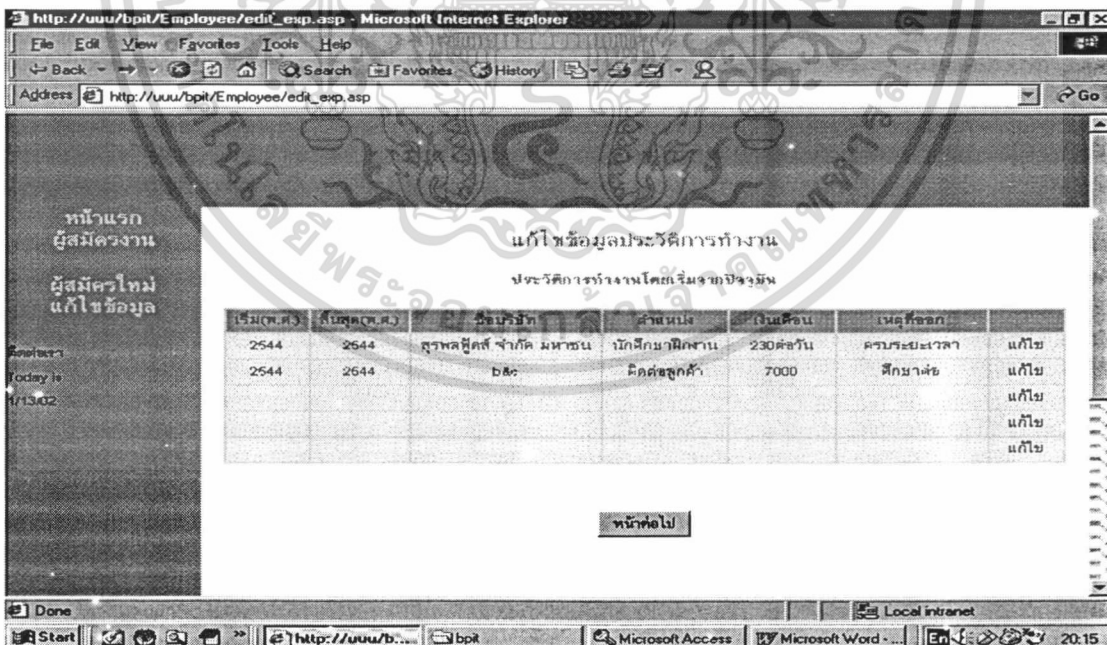 http://uuu/bpit/Employee/edit_exp.asp - Microsoft Internet Explorer
File Edit View Favorites Tools Help
Back Search Favorites History
Address http://uuu/bpit/Employee/edit_exp.asp Go
หน้าแรก
ผู้สมัครงาน
ผู้สมัครใหม่
แก้ไขข้อมูล
ติดต่อเรา
Today is
1/13/02
แก้ไขข้อมูลประวัติการทำงาน
ประวัติการทำงานโดยเริ่มจากปัจจุบัน
เริ่ม(พ.ศ.) สิ้นสุด(พ.ศ.) ชื่อบริษัท ตำแหน่ง เงินเดือน เหตุที่ออก
2544 2544 สุรพลฟู้ดส์ จำกัด มหาชน นักศึกษาฝึกงาน 230ต่อวัน ครบระยะเวลา แก้ไข
2544 2544 b&c ติดต่อลูกค้า 7000 ศึกษาต่อ แก้ไข
แก้ไข
แก้ไข
แก้ไข
หน้าต่อไป
Done Local intranet
Start http://uuu/b... bpit Microsoft Access Microsoft Word - ... En 20:15